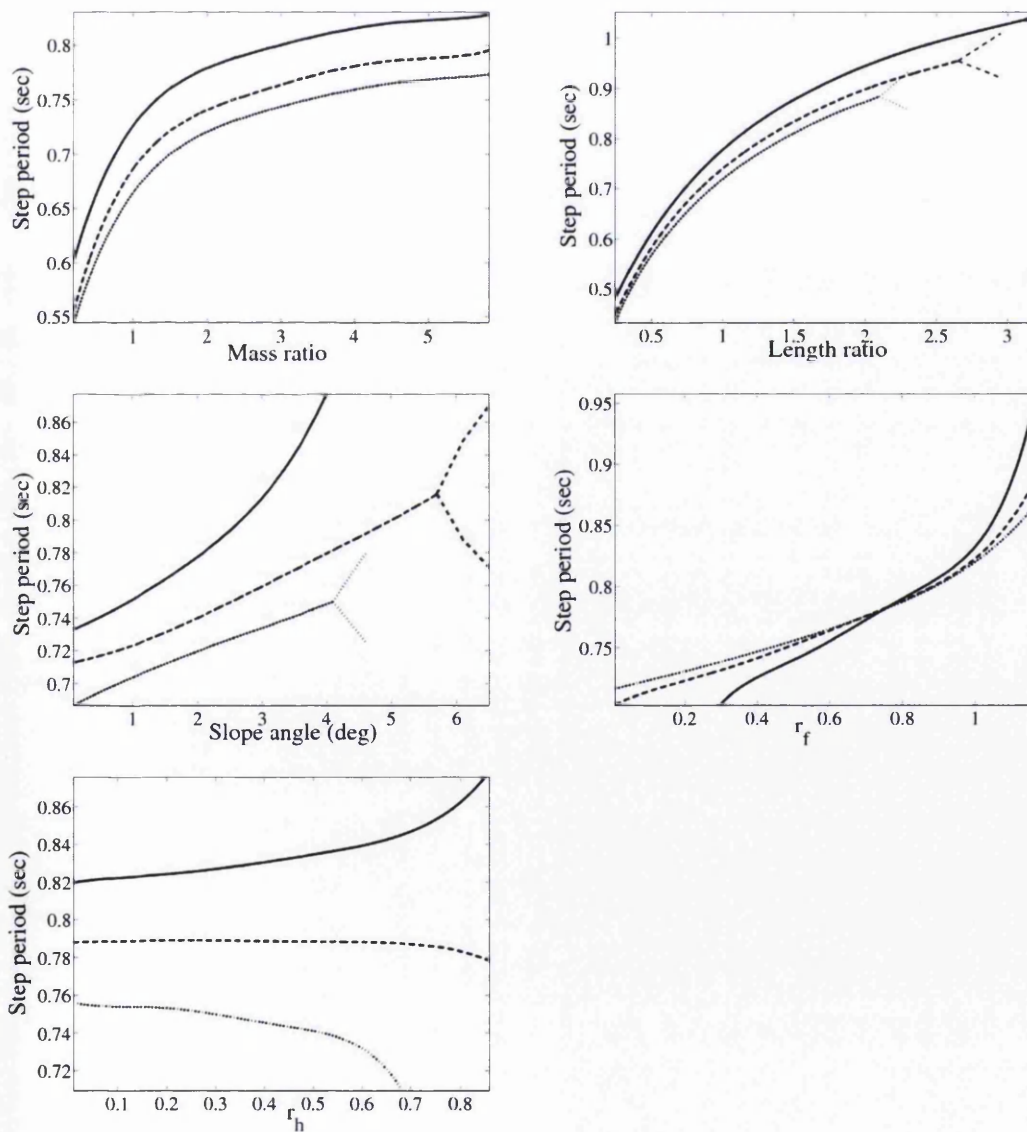 Step period (sec)
0.8
0.75
0.7
0.65
0.6
0.55
1 2 3 4 5
Mass ratio
Step period (sec)
1
0.9
0.8
0.7
0.6
0.5
0.5 1 1.5 2 2.5 3
Length ratio
Step period (sec)
0.86
0.84
0.82
0.8
0.78
0.76
0.74
0.72
0.7
1 2 3 4 5 6
Slope angle (deg)
Step period (sec)
0.95
0.9
0.85
0.8
0.75
0.2 0.4 0.6 0.8 1
r_f
Step period (sec)
0.86
0.84
0.82
0.8
0.78
0.76
0.74
0.72
0.1 0.2 0.3 0.4 0.5 0.6 0.7 0.8
r_h